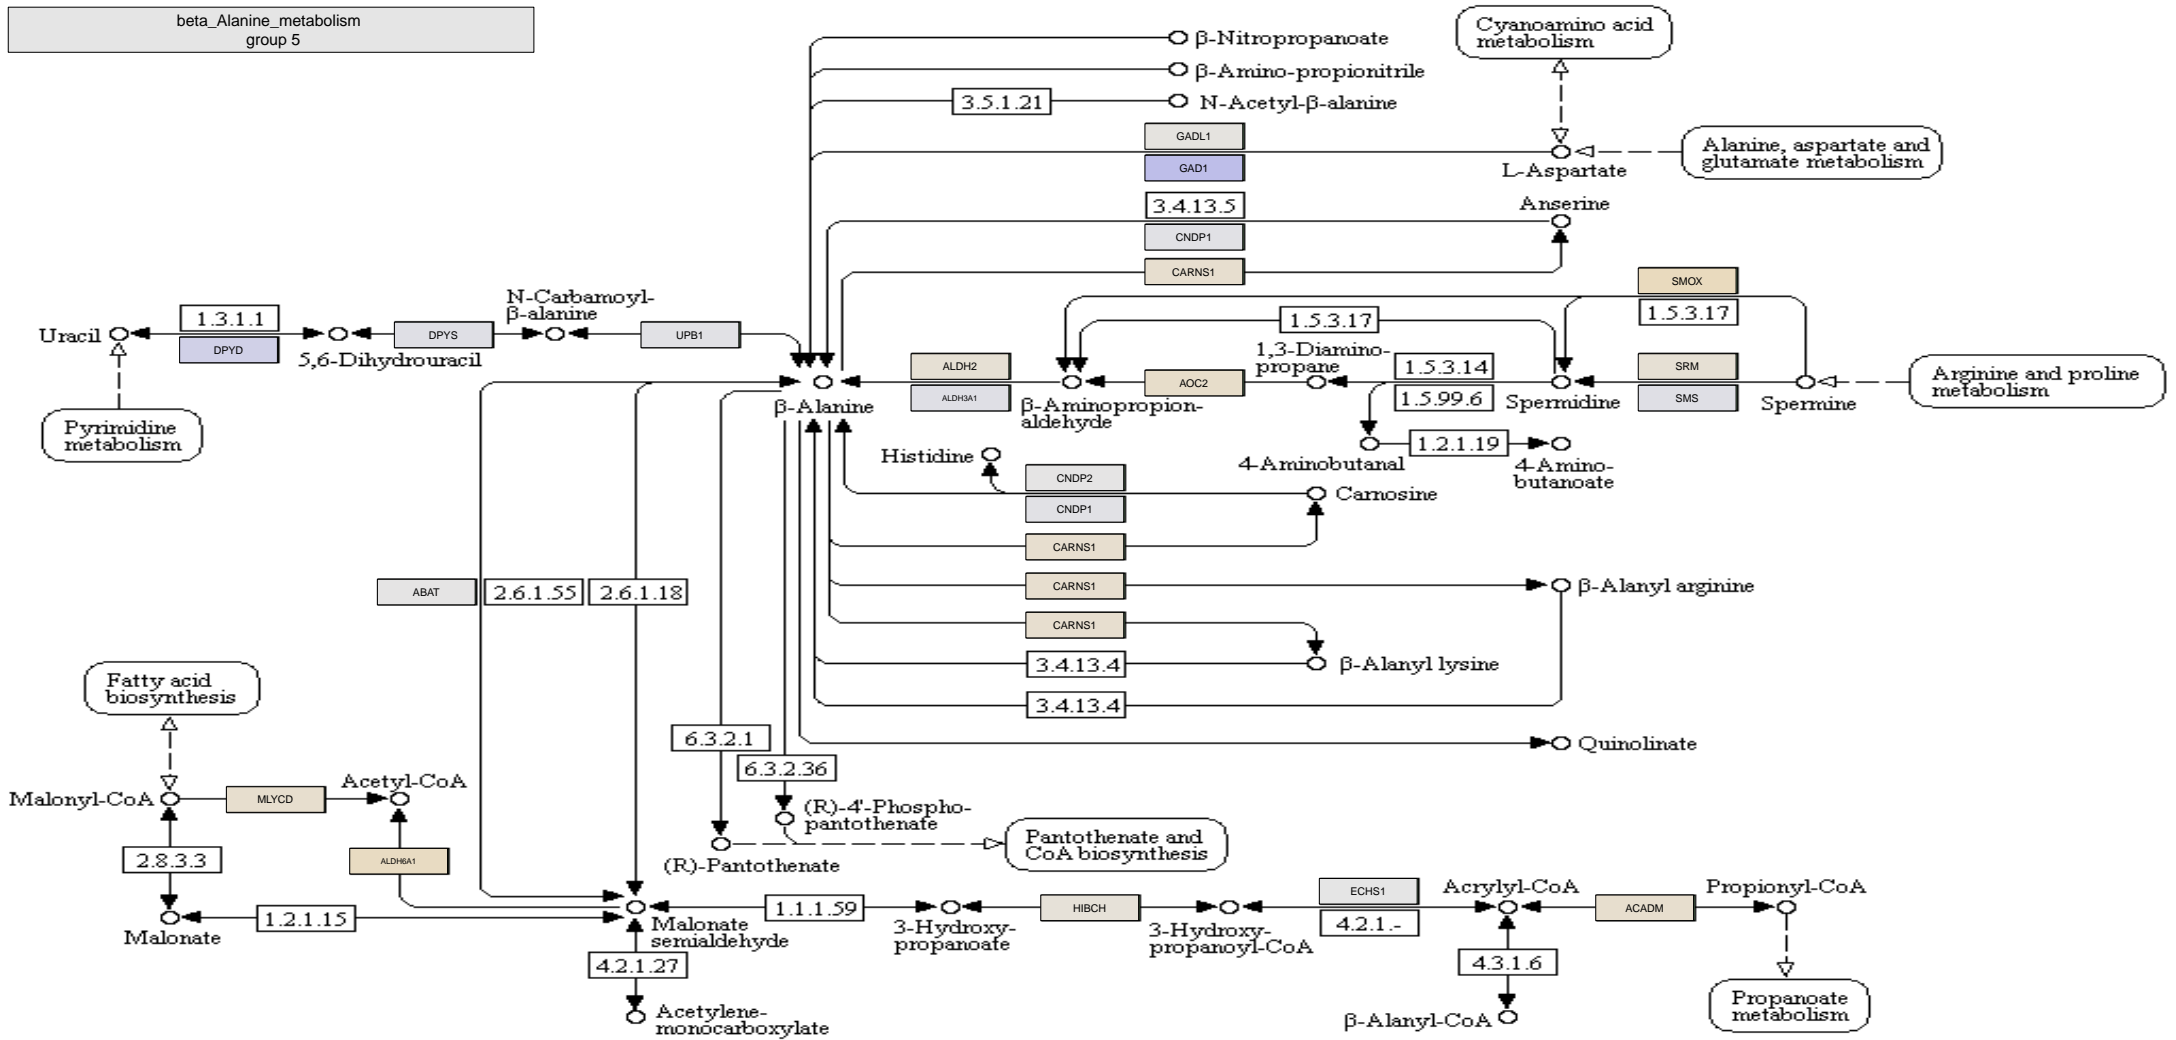 beta_Alanine_metabolism
group 5
β-Nitropropanoate
β-Amino-propionitrile
3.5.1.21
N-Acetyl-β-alanine
Cyanoamino acid
metabolism
GADL1
GAD1
L-Aspartate
Alanine, aspartate and
glutamate metabolism
3.4.13.5
CNDP1
Anserine
CARNS1
SMOX
1.5.3.17
1.5.3.17
Uracil
1.3.1.1
DPYD
5,6-Dihydrouracil
DPYS
N-Carbamoyl-
β-alanine
UPB1
β-Alanine
ALDH2
ALDH3A1
β-Aminopropion-
aldehyde
AOC2
1,3-Diamino-
propane
1.5.3.14
1.5.99.6
Spermidine
SRM
SMS
Spermine
Arginine and proline
metabolism
Pyrimidine
metabolism
4-Aminobutanal
1.2.1.19
4-Amino-
butanoate
Histidine
CNDP2
CNDP1
Carnosine
CARNS1
CARNS1
β-Alanyl arginine
CARNS1
3.4.13.4
β-Alanyl lysine
3.4.13.4
ABAT
2.6.1.55
2.6.1.18
Fatty acid
biosynthesis
6.3.2.1
6.3.2.36
Quinolinate
Malonyl-CoA
MLYCD
Acetyl-CoA
(R)-4'-Phospho-
pantothenate
2.8.3.3
ALDH6A1
(R)-Pantothenate
Pantothenate and
CoA biosynthesis
Malonate
1.2.1.15
Malonate
semialdehyde
1.1.1.59
3-Hydroxy-
propanoate
HIBCH
3-Hydroxy-
propanoyl-CoA
ECHS1
4.2.1.-
Acrylyl-CoA
ACADM
Propionyl-CoA
4.2.1.27
4.3.1.6
Acetylene-
monocarboxylate
β-Alanyl-CoA
Propanoate
metabolism